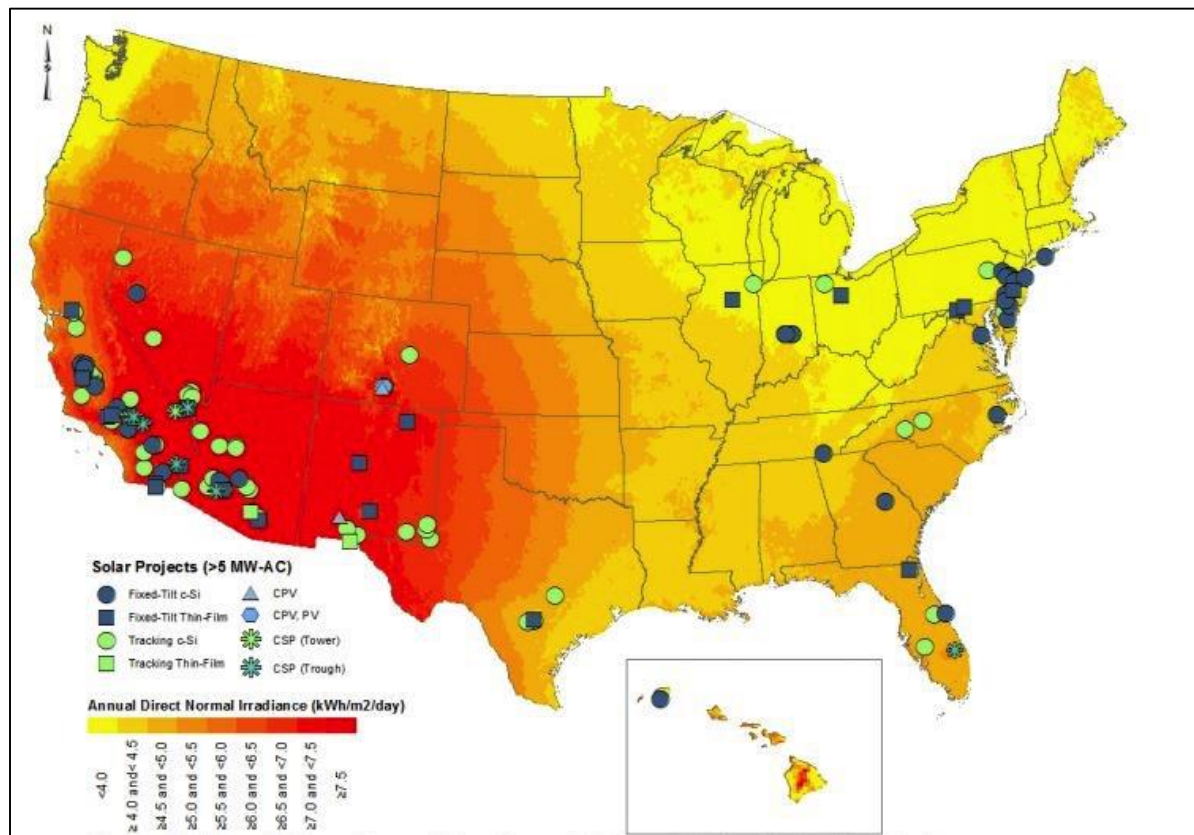 N
S
Solar Projects (>5 MW-AC)
Fixed-Tilt c-Si
CPV
Fixed-Tilt Thin-Film
CPV, PV
Tracking c-Si
CSP (Tower)
Tracking Thin-Film
CSP (Trough)
Annual Direct Normal Irradiance (kWh/m2/day)
<4.0
≥ 4.0 and< 4.5
≥4.5 and <5.0
≥5.0 and <5.5
≥5.5 and <6.0
≥6.0 and <6.5
≥6.5 and <7.0
≥7.0 and <7.5
≥7.5